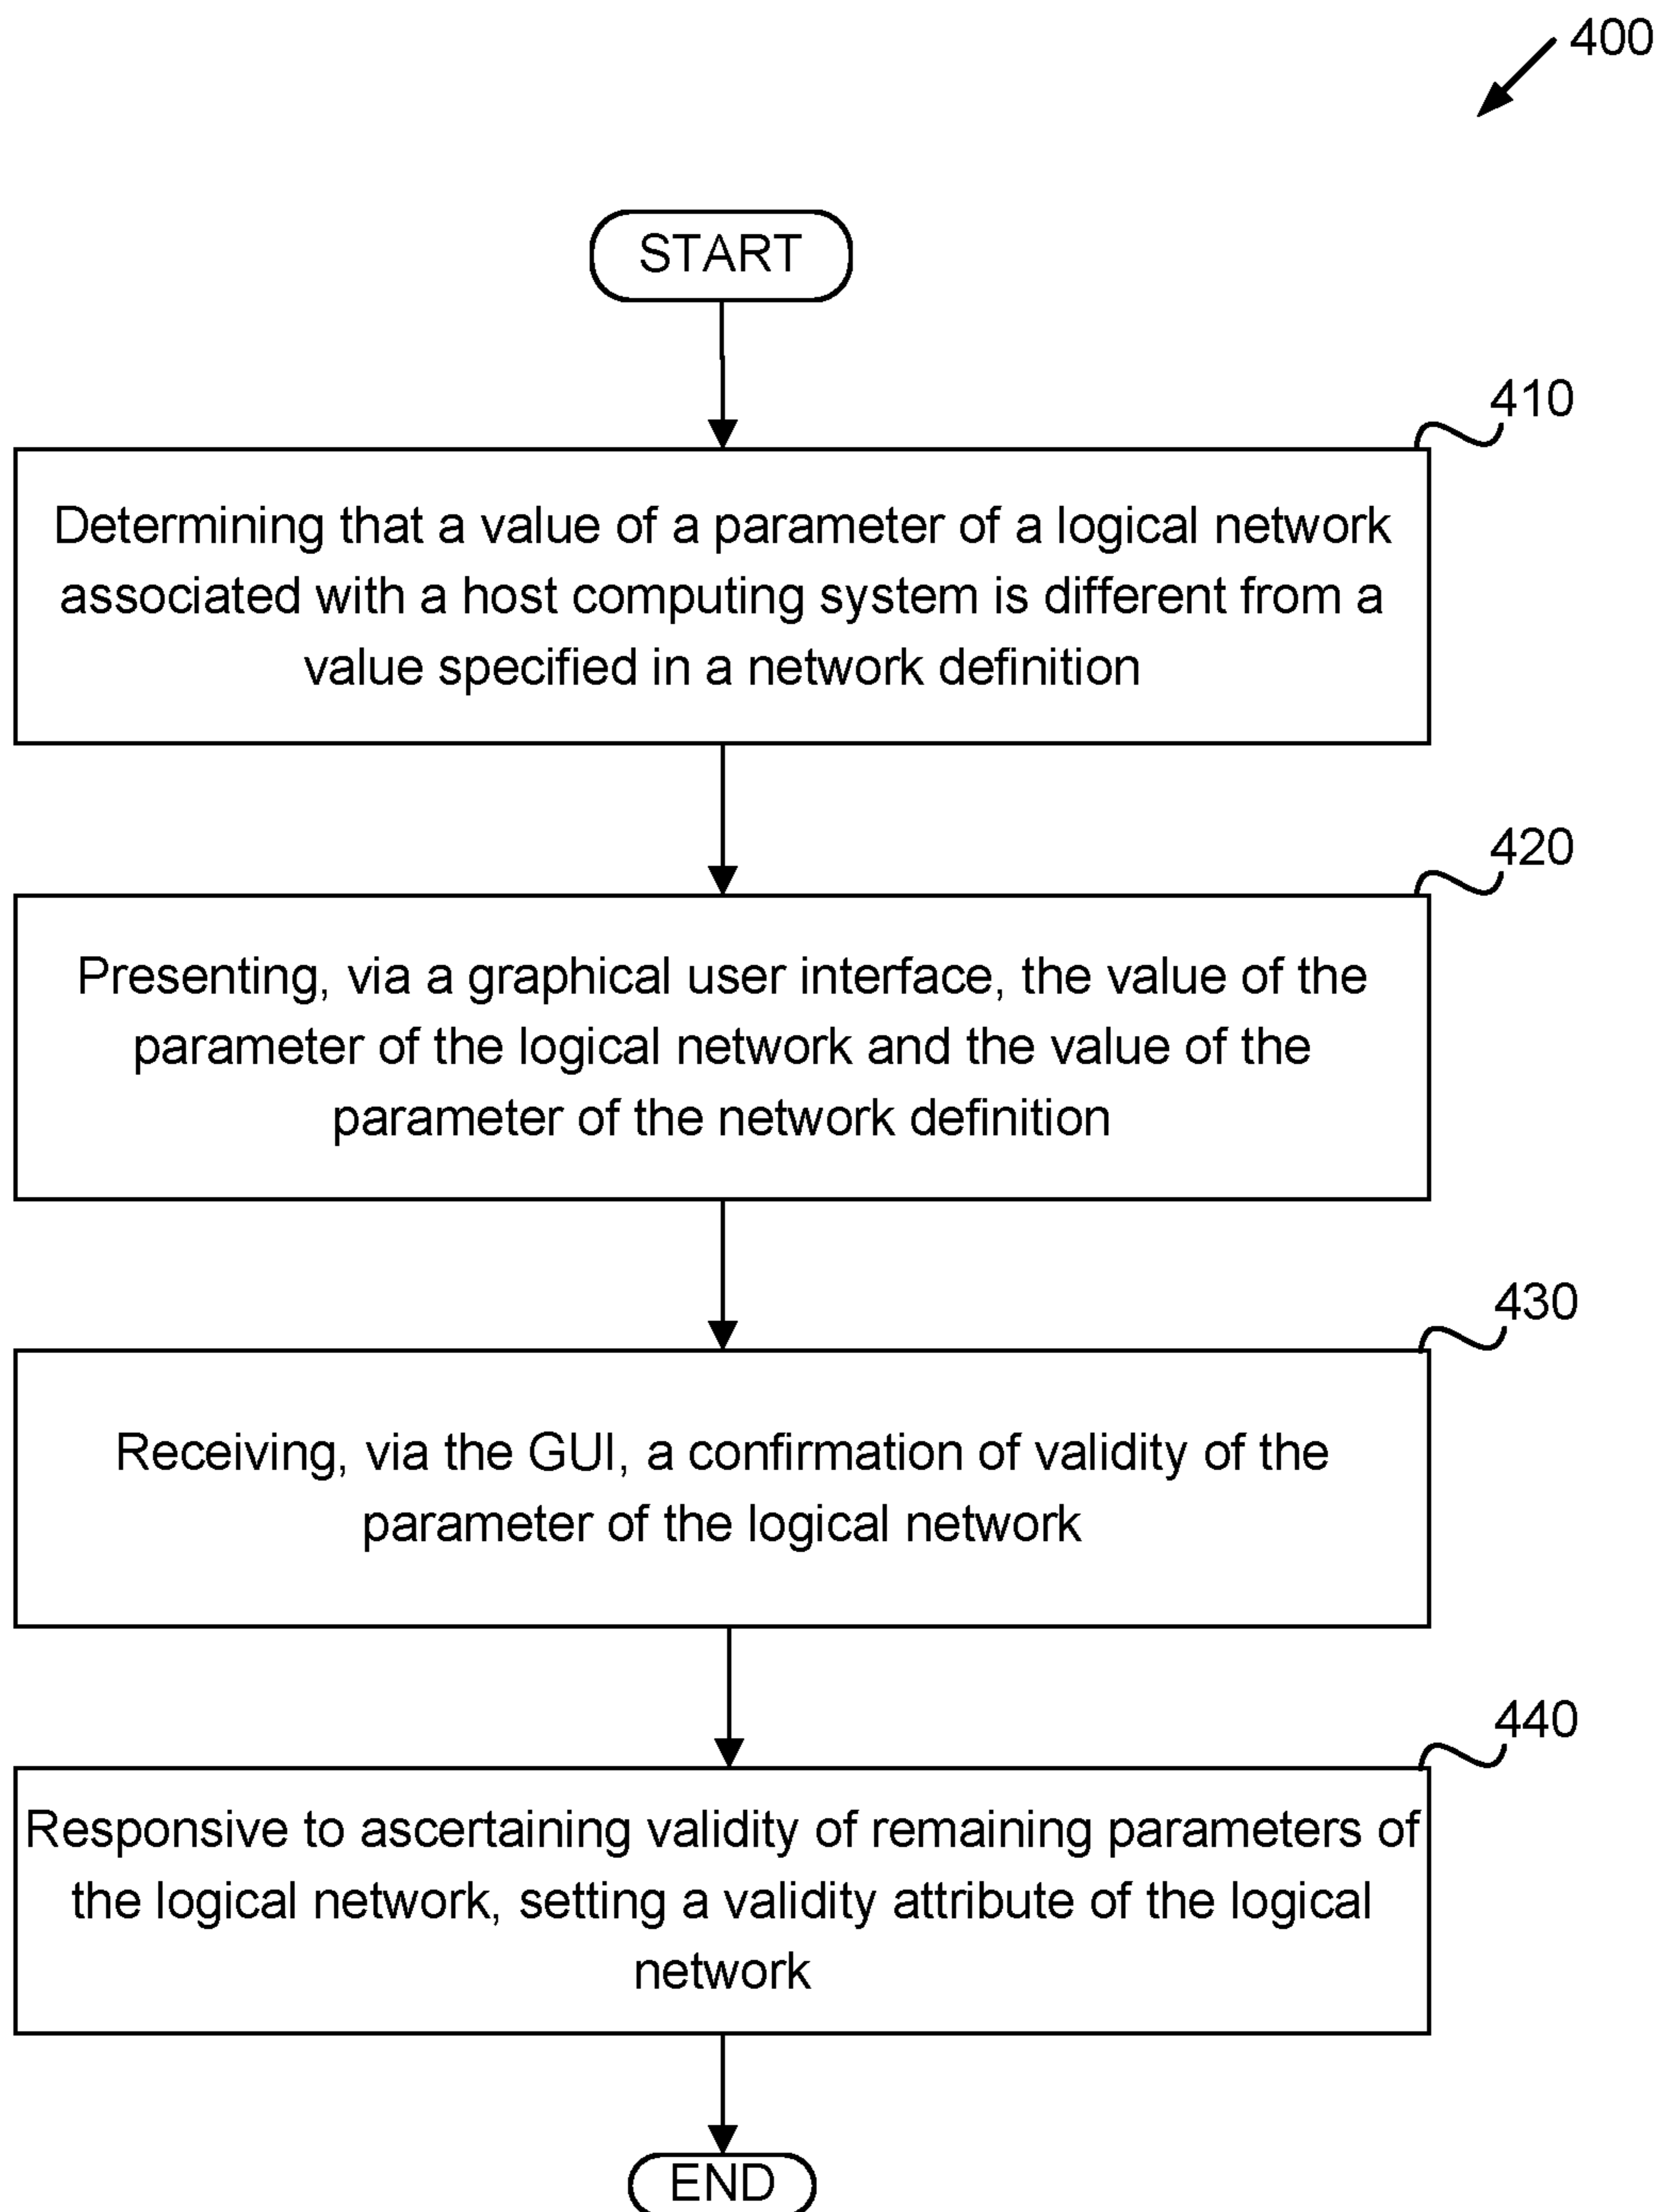 400
START
410
Determining that a value of a parameter of a logical network
associated with a host computing system is different from a
value specified in a network definition
420
Presenting, via a graphical user interface, the value of the
parameter of the logical network and the value of the
parameter of the network definition
430
Receiving, via the GUI, a confirmation of validity of the
parameter of the logical network
440
Responsive to ascertaining validity of remaining parameters of
the logical network, setting a validity attribute of the logical
network
END